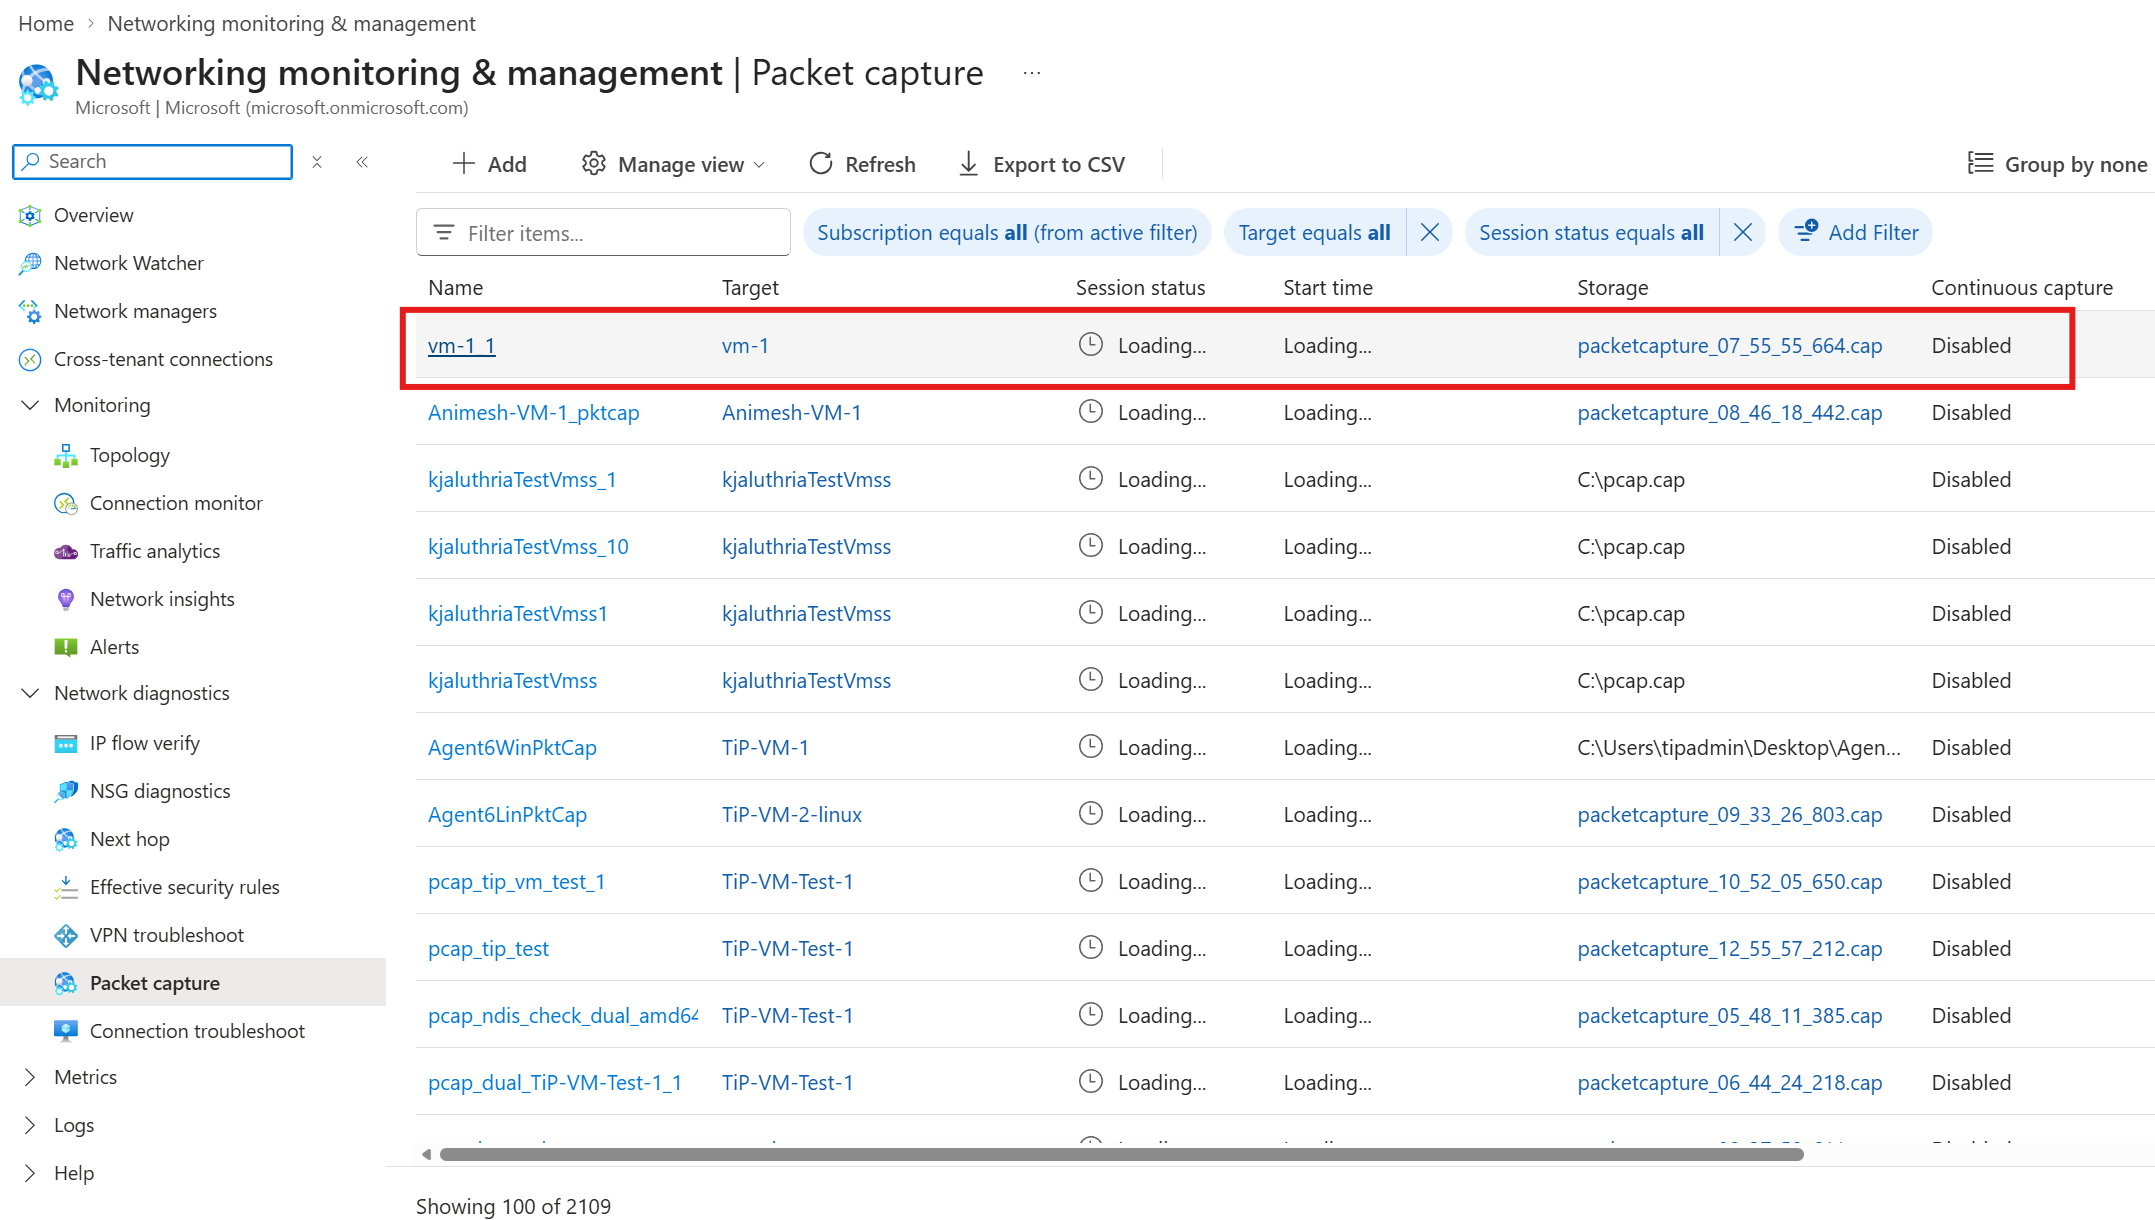 Home > Networking monitoring & management
Networking monitoring & management | Packet capture ...
Microsoft | Microsoft (microsoft.onmicrosoft.com)
Search
Add Manage view Refresh Export to CSV Group by none
Overview
Network Watcher
Network managers
Cross-tenant connections
Monitoring
Topology
Connection monitor
Traffic analytics
Network insights
Alerts
Network diagnostics
IP flow verify
NSG diagnostics
Next hop
Effective security rules
VPN troubleshoot
Packet capture
Connection troubleshoot
Metrics
Logs
Help
Filter items... Subscription equals all (from active filter) Target equals all Session status equals all Add Filter
Name Target Session status Start time Storage Continuous capture
vm-1_1 vm-1 Loading... Loading... packetcapture_07_55_55_664.cap Disabled
Animesh-VM-1_pktcap Animesh-VM-1 Loading... Loading... packetcapture_08_46_18_442.cap Disabled
kjaluthriaTestVmss_1 kjaluthriaTestVmss Loading... Loading... C:\pcap.cap Disabled
kjaluthriaTestVmss_10 kjaluthriaTestVmss Loading... Loading... C:\pcap.cap Disabled
kjaluthriaTestVmss1 kjaluthriaTestVmss Loading... Loading... C:\pcap.cap Disabled
kjaluthriaTestVmss kjaluthriaTestVmss Loading... Loading... C:\pcap.cap Disabled
Agent6WinPktCap TiP-VM-1 Loading... Loading... C:\Users\tipadmin\Desktop\Agen... Disabled
Agent6LinPktCap TiP-VM-2-linux Loading... Loading... packetcapture_09_33_26_803.cap Disabled
pcap_tip_vm_test_1 TiP-VM-Test-1 Loading... Loading... packetcapture_10_52_05_650.cap Disabled
pcap_tip_test TiP-VM-Test-1 Loading... Loading... packetcapture_12_55_57_212.cap Disabled
pcap_ndis_check_dual_amd64 TiP-VM-Test-1 Loading... Loading... packetcapture_05_48_11_385.cap Disabled
pcap_dual_TiP-VM-Test-1_1 TiP-VM-Test-1 Loading... Loading... packetcapture_06_44_24_218.cap Disabled
Showing 100 of 2109